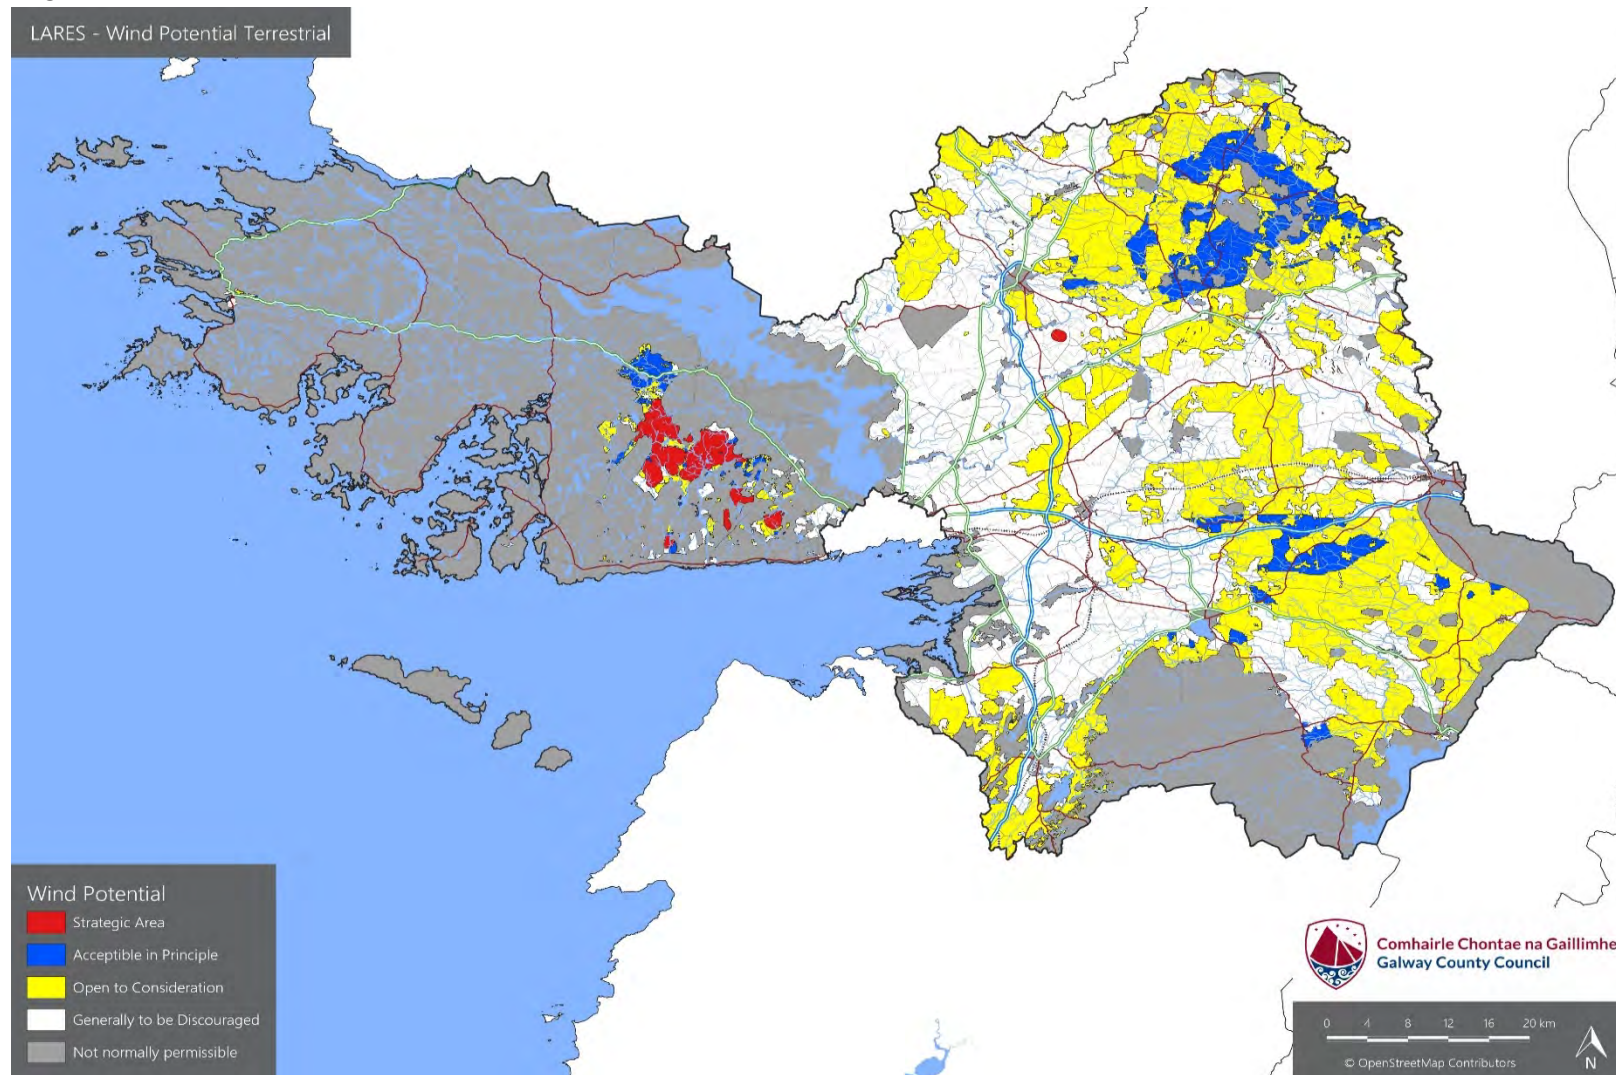 LARES - Wind Potential Terrestrial
Wind Potential
Strategic Area
Acceptible in Principle
Open to Consideration
Generally to be Discouraged
Not normally permissible
Comhairle Chontae na Gaillimhe
Galway County Council
0 4 8 12 16 20 km
© OpenStreetMap Contributors
N